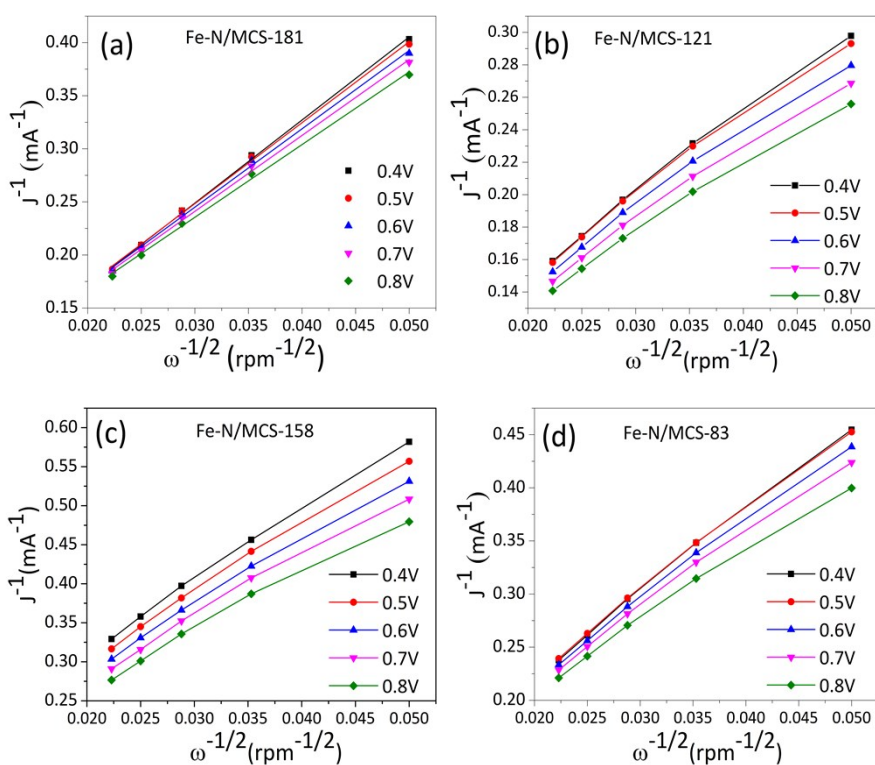 (a) Fe-N/MCS-181
J⁻¹ (mA⁻¹)
0.40
0.35
0.30
0.25
0.20
0.15
0.4V
0.5V
0.6V
0.7V
0.8V
0.020 0.025 0.030 0.035 0.040 0.045 0.050
ω⁻¹/² (rpm⁻¹/²)
(b) Fe-N/MCS-121
J⁻¹ (mA⁻¹)
0.30
0.28
0.26
0.24
0.22
0.20
0.18
0.16
0.14
0.4V
0.5V
0.6V
0.7V
0.8V
0.020 0.025 0.030 0.035 0.040 0.045 0.050
ω⁻¹/² (rpm⁻¹/²)
(c) Fe-N/MCS-158
J⁻¹(mA⁻¹)
0.60
0.55
0.50
0.45
0.40
0.35
0.30
0.25
0.4V
0.5V
0.6V
0.7V
0.8V
0.020 0.025 0.030 0.035 0.040 0.045 0.050
ω⁻¹/²(rpm⁻¹/²)
(d) Fe-N/MCS-83
J⁻¹ (mA⁻¹)
0.45
0.40
0.35
0.30
0.25
0.20
0.4V
0.5V
0.6V
0.7V
0.8V
0.020 0.025 0.030 0.035 0.040 0.045 0.050
ω⁻¹/²(rpm⁻¹/²)